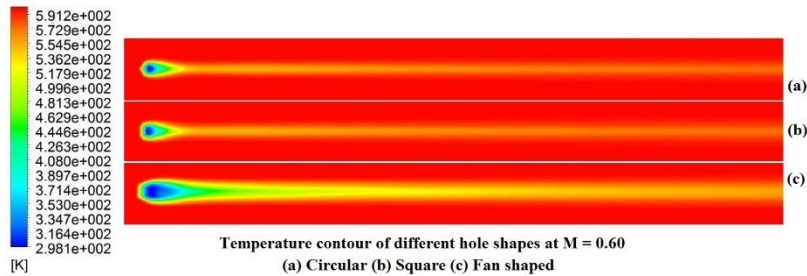 5.912e+002
5.729e+002
5.545e+002
5.362e+002
5.179e+002
4.996e+002
4.813e+002
4.629e+002
4.446e+002
4.263e+002
4.080e+002
3.897e+002
3.714e+002
3.530e+002
3.347e+002
3.164e+002
2.981e+002
[K]
(a)
(b)
(c)
Temperature contour of different hole shapes at M = 0.60
(a) Circular (b) Square (c) Fan shaped